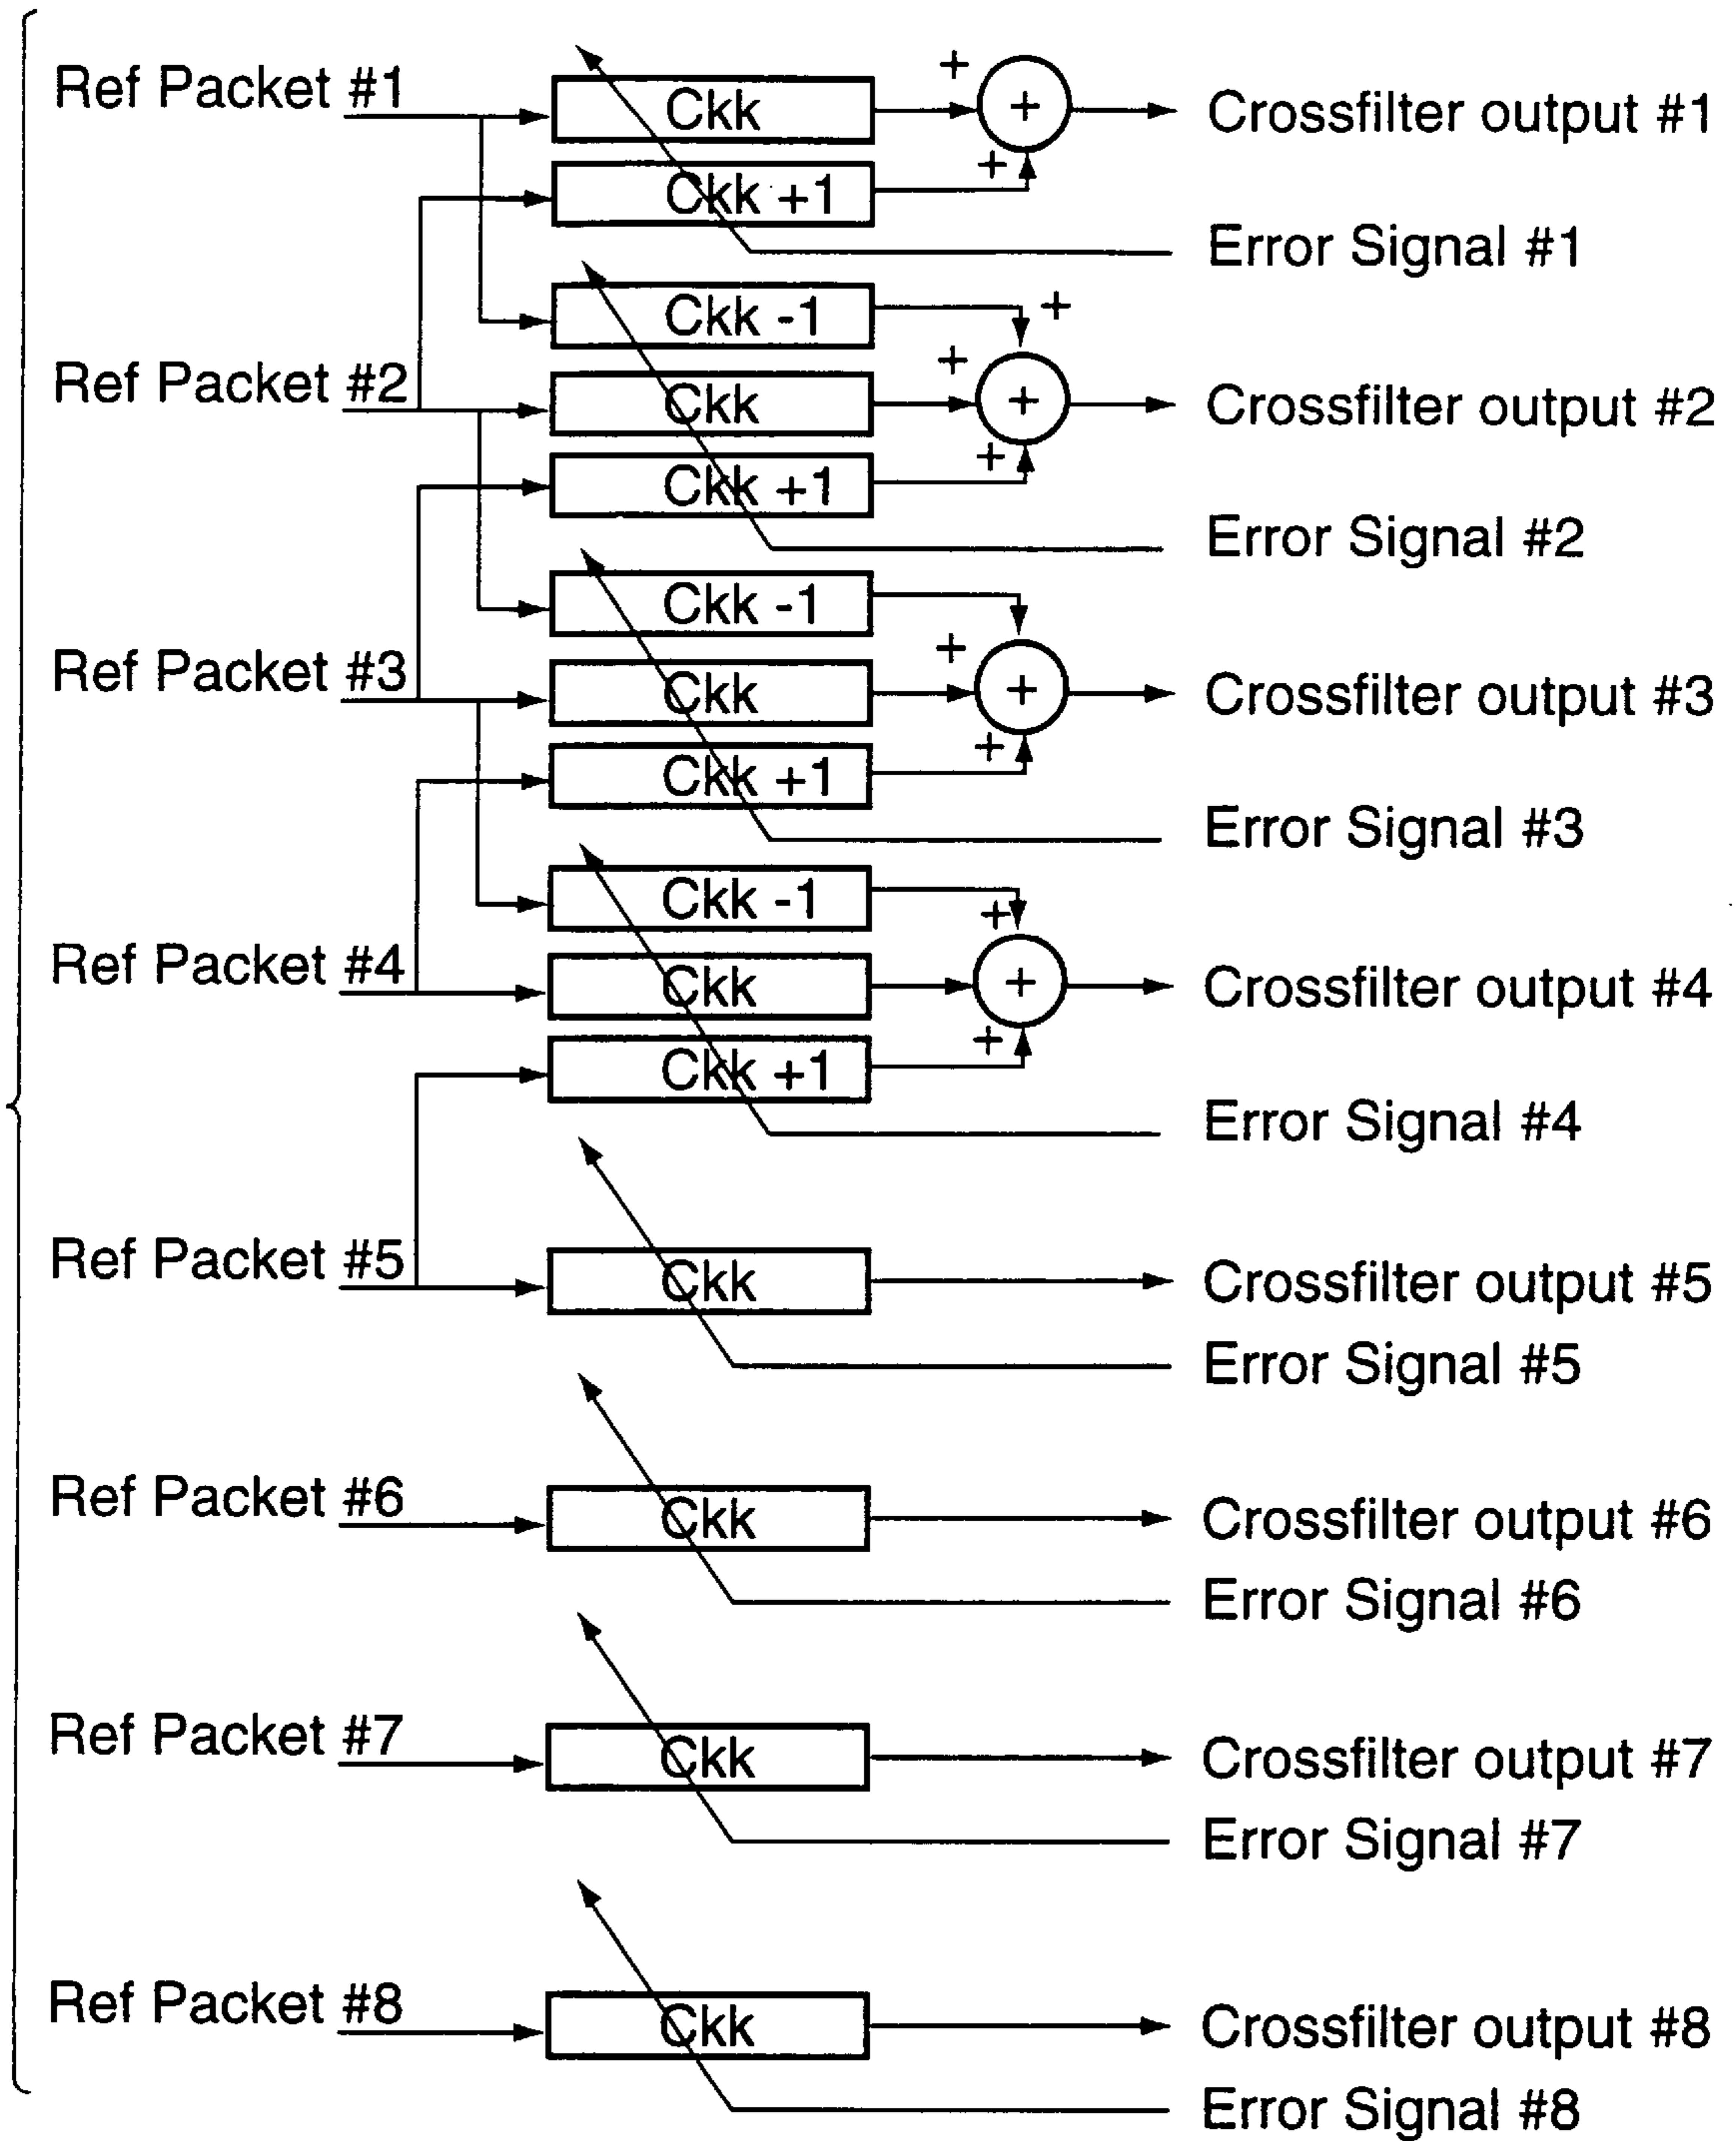 Ref Packet #1
Ckk
+
+
Crossfilter output #1
Ckk +1
+
Error Signal #1
Ckk -1
+
Ref Packet #2
Ckk
+
+
Crossfilter output #2
Ckk +1
+
Error Signal #2
Ckk -1
Ref Packet #3
Ckk
+
+
Crossfilter output #3
Ckk +1
+
Error Signal #3
Ckk -1
+
Ref Packet #4
Ckk
+
Crossfilter output #4
Ckk +1
+
Error Signal #4
Ref Packet #5
Ckk
Crossfilter output #5
Error Signal #5
Ref Packet #6
Ckk
Crossfilter output #6
Error Signal #6
Ref Packet #7
Ckk
Crossfilter output #7
Error Signal #7
Ref Packet #8
Ckk
Crossfilter output #8
Error Signal #8